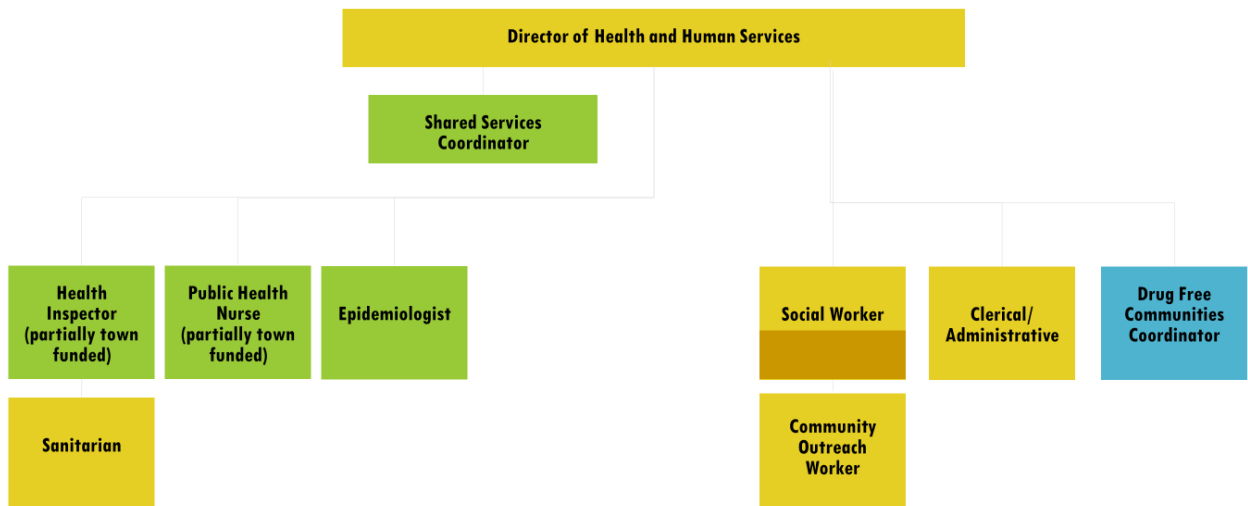 Director of Health and Human Services
Shared Services
Coordinator
Health
Inspector
(partially town
funded)
Public Health
Nurse
(partially town
funded)
Epidemiologist
Social Worker
Clerical/
Administrative
Drug Free
Communities
Coordinator
Sanitarian
Community
Outreach
Worker